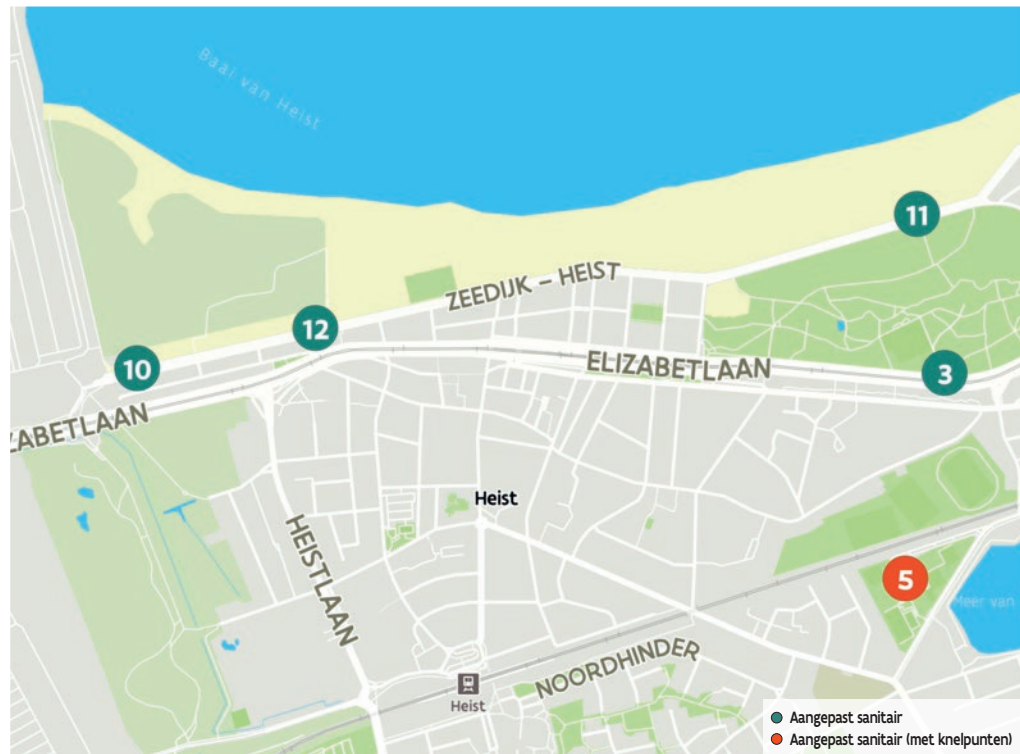 Baai van Heist
11
ZEEDIJK – HEIST
12
10
ELIZABETLAAN
3
ZABETLAAN
Heist
HEISTLAAN
5
Meer van
NOORDHINDER
Heist
Aangepast sanitair
Aangepast sanitair (met knelpunten)